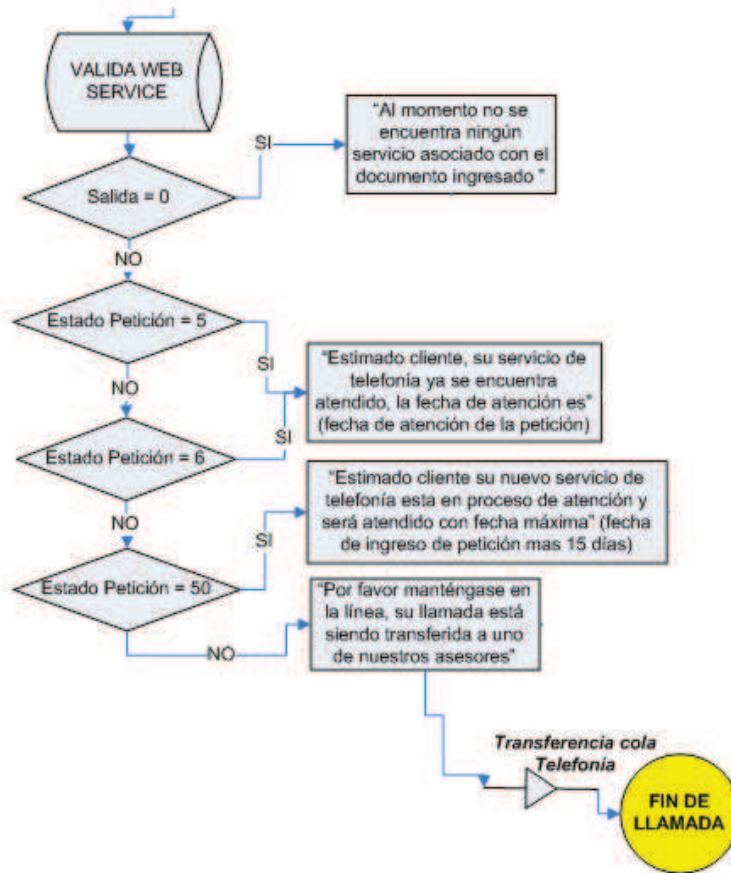 VALIDA WEB
SERVICE
“Al momento no se
encuentra ningún
servicio asociado con el
documento ingresado ”
SI
Salida = 0
NO
Estado Petición = 5
SI
“Estimado cliente, su servicio de
telefonía ya se encuentra
atendido, la fecha de atención es”
(fecha de atención de la petición)
NO
SI
Estado Petición = 6
“Estimado cliente su nuevo servicio de
telefonía esta en proceso de atención y
será atendido con fecha máxima” (fecha
de ingreso de petición mas 15 días)
NO
SI
Estado Petición = 50
“Por favor manténgase en
la línea, su llamada está
siendo transferida a uno
de nuestros asesores”
NO
Transferencia cola
Telefonía
FIN DE
LLAMADA